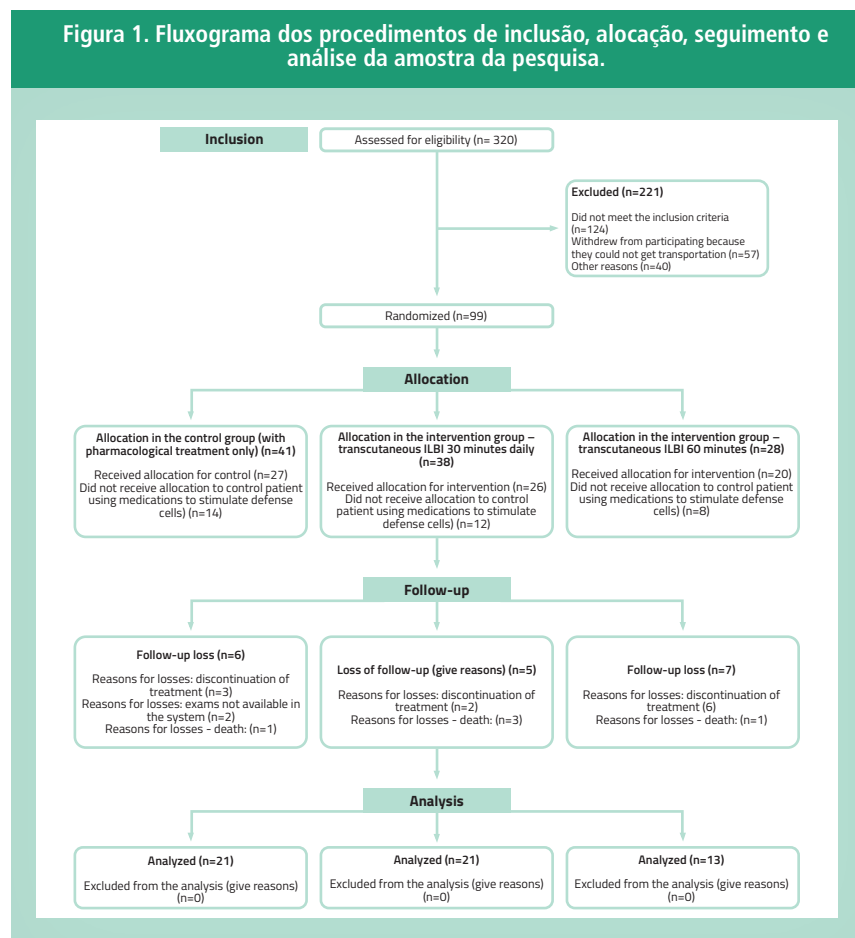 Figura 1. Fluxograma dos procedimentos de inclusão, alocação, seguimento e
análise da amostra da pesquisa.
Inclusion
Assessed for eligibility (n= 320)
Excluded (n=221)
Did not meet the inclusion criteria
(n=124)
Withdrew from participating because
they could not get transportation (n=57)
Other reasons (n=40)
Randomized (n=99)
Allocation
Allocation in the control group (with
pharmacological treatment only) (n=41)
Received allocation for control (n=27)
Did not receive allocation to control patient
using medications to stimulate defense
cells) (n=14)
Allocation in the intervention group –
transcutaneous ILBI 30 minutes daily
(n=38)
Received allocation for intervention (n=26)
Did not receive allocation to control
patient using medications to stimulate
defense cells) (n=12)
Allocation in the intervention group –
transcutaneous ILBI 60 minutes (n=28)
Received allocation for intervention (n=20)
Did not receive allocation to control patient
using medications to stimulate defense
cells) (n=8)
Follow-up
Follow-up loss (n=6)
Reasons for losses: discontinuation of
treatment (n=3)
Reasons for losses: exams not available in
the system (n=2)
Reasons for losses - death: (n=1)
Loss of follow-up (give reasons) (n=5)
Reasons for losses: discontinuation of
treatment (n=2)
Reasons for losses - death: (n=3)
Follow-up loss (n=7)
Reasons for losses: discontinuation of
treatment (6)
Reasons for losses - death: (n=1)
Analysis
Analyzed (n=21)
Excluded from the analysis (give reasons)
(n=0)
Analyzed (n=21)
Excluded from the analysis (give reasons)
(n=0)
Analyzed (n=13)
Excluded from the analysis (give reasons)
(n=0)